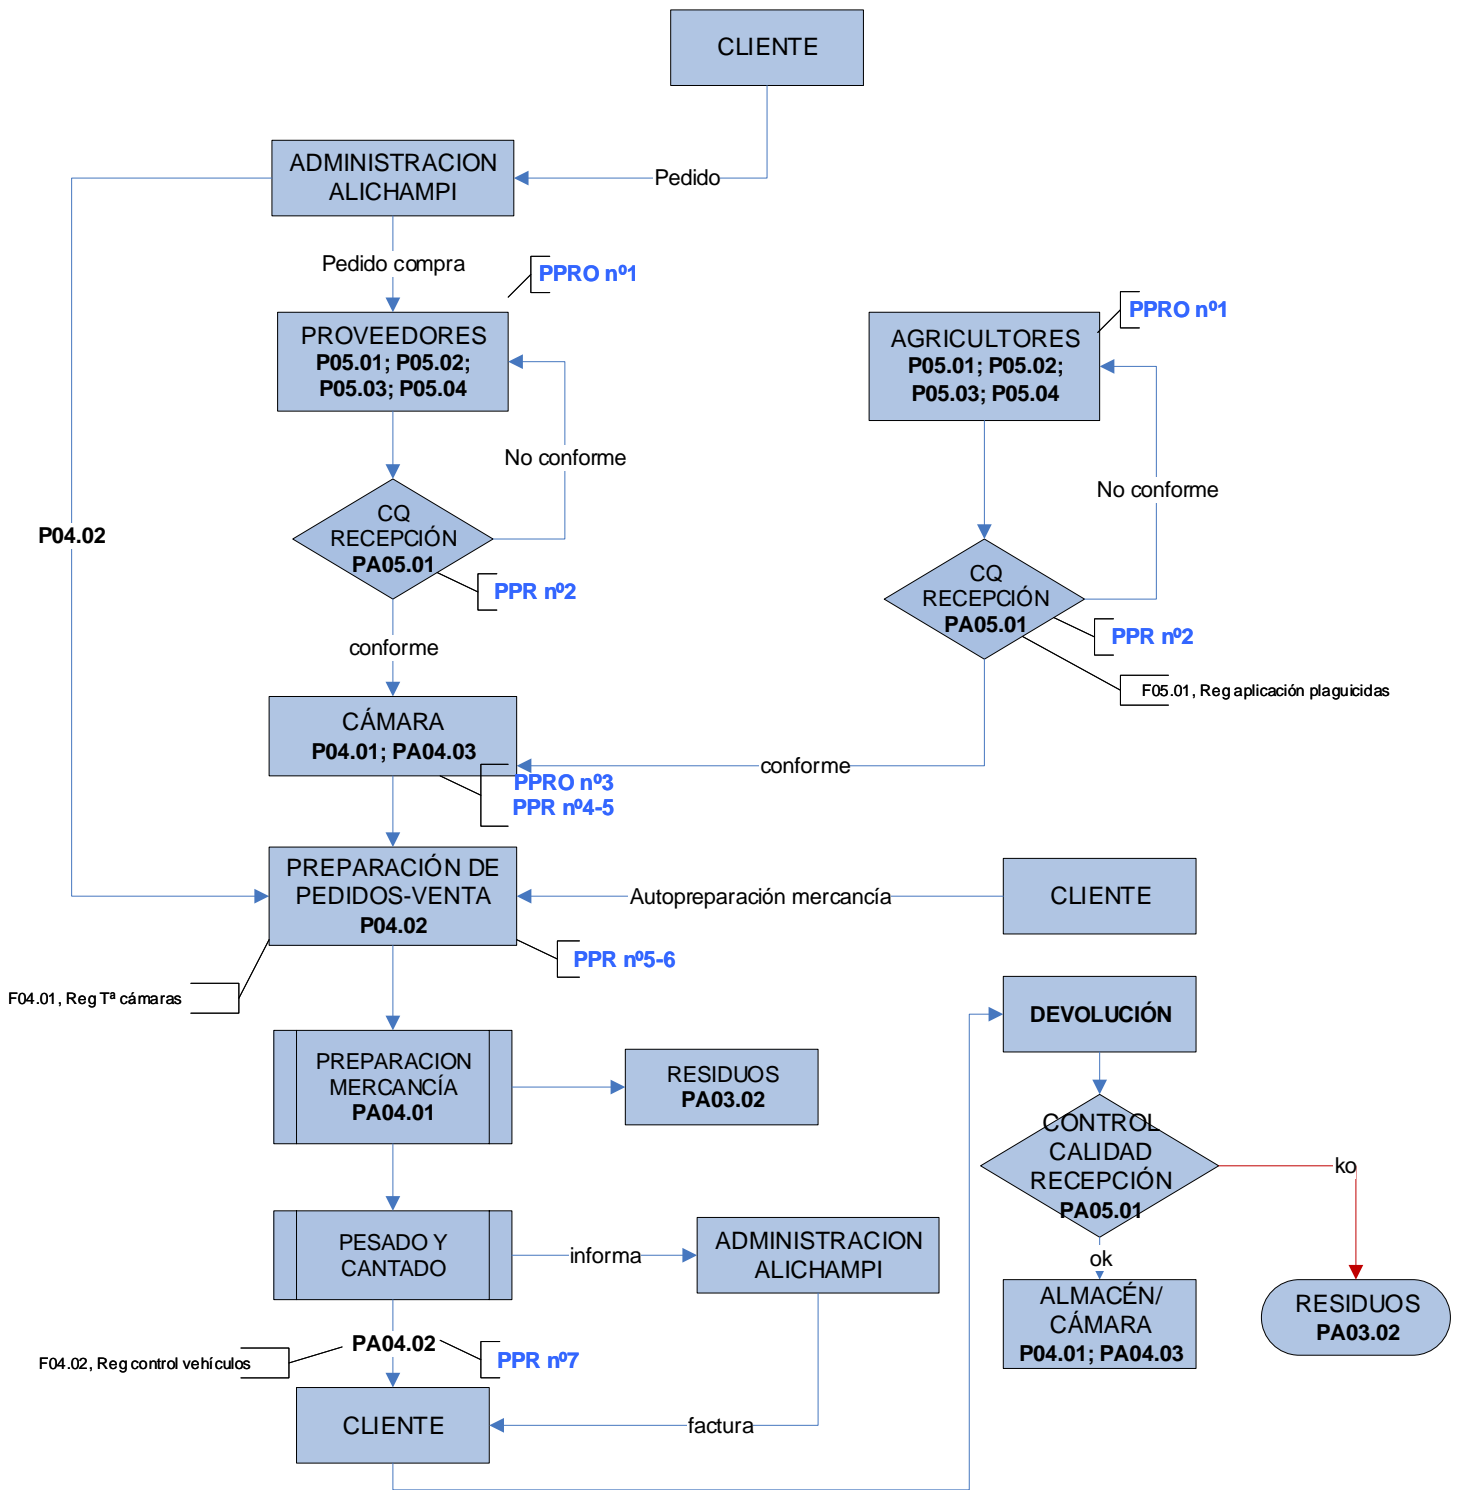 CLIENTE
ADMINISTRACION
ALICHAMPI
Pedido
Pedido compra
PPRO nº1
PROVEEDORES
P05.01; P05.02;
P05.03; P05.04
PPRO nº1
AGRICULTORES
P05.01; P05.02;
P05.03; P05.04
No conforme
No conforme
P04.02
CQ
RECEPCIÓN
PA05.01
PPR nº2
CQ
RECEPCIÓN
PA05.01
PPR nº2
F05.01, Reg aplicación plaguicidas
conforme
CÁMARA
P04.01; PA04.03
PPRO nº3
PPR nº4-5
conforme
PREPARACIÓN DE
PEDIDOS-VENTA
P04.02
Autopreparación mercancía
CLIENTE
PPR nº5-6
F04.01, Reg Tª cámaras
PREPARACION
MERCANCÍA
PA04.01
RESIDUOS
PA03.02
DEVOLUCIÓN
CONTROL
CALIDAD
RECEPCIÓN
PA05.01
ko
ok
PESADO Y
CANTADO
informa
ADMINISTRACION
ALICHAMPI
ALMACÉN/
CÁMARA
P04.01; PA04.03
RESIDUOS
PA03.02
PA04.02
F04.02, Reg control vehículos
PPR nº7
CLIENTE
factura